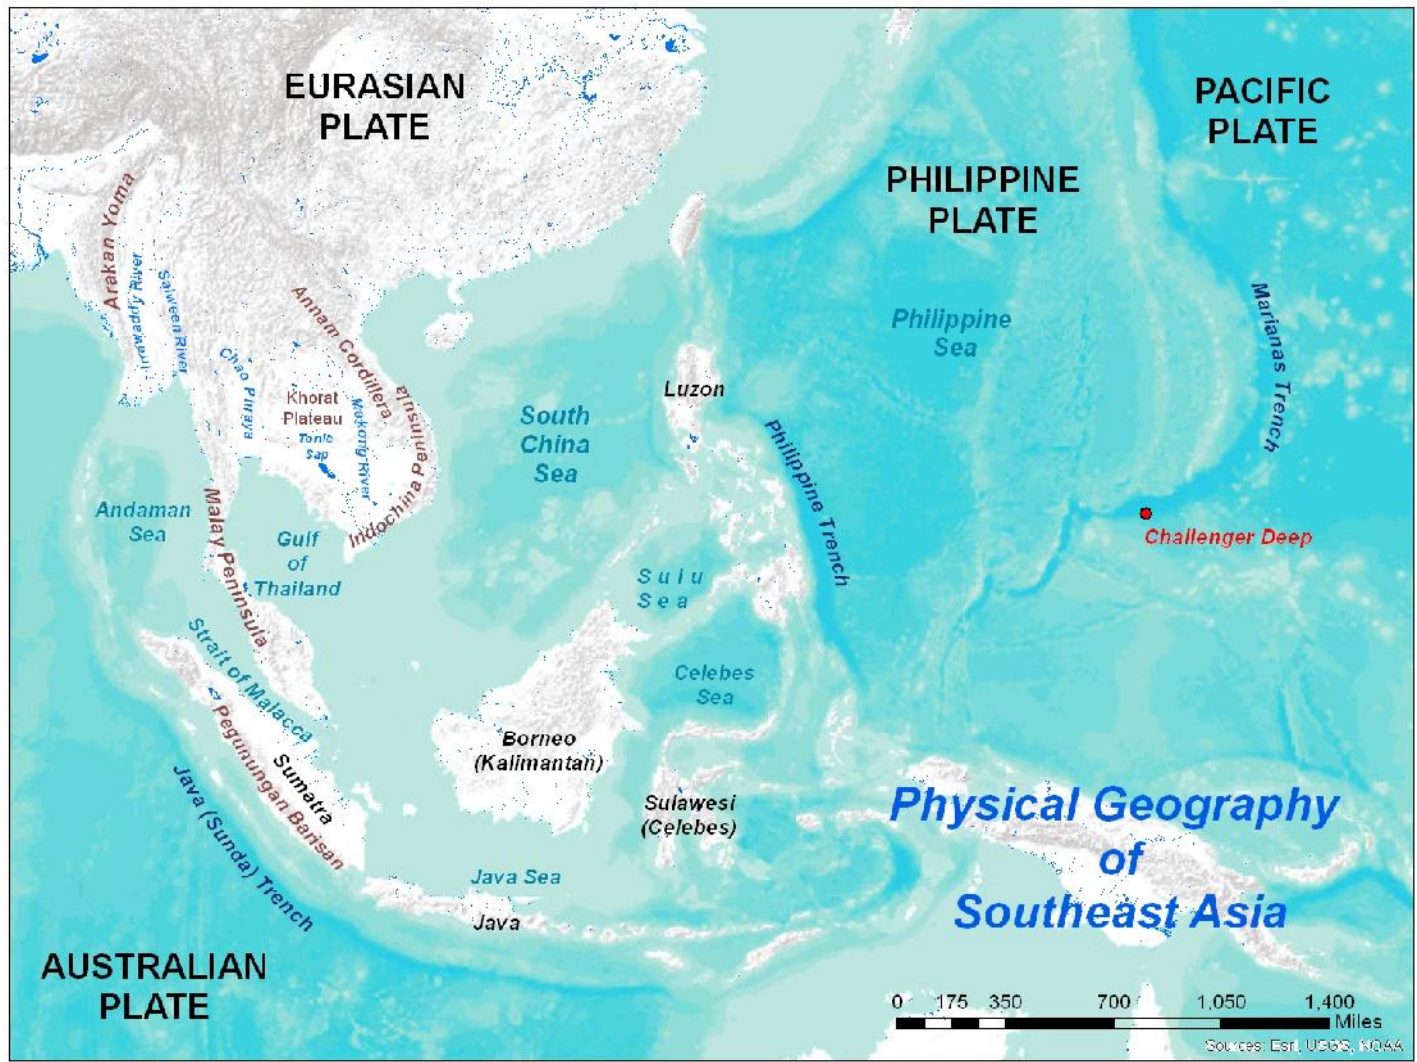 EURASIAN
PLATE
PACIFIC
PLATE
PHILIPPINE
PLATE
Arakan Yoma
Irrawaddy River
Salween River
Chao Phraya
Annam Cordillera
Khorat
Plateau
Tonle
Sap
Mekong River
Indochina Peninsula
Luzon
South
China
Sea
Philippine
Sea
Marianas Trench
Philippine Trench
Challenger Deep
Andaman
Sea
Malay Peninsula
Gulf
of
Thailand
Sulu
Sea
Strait of Malacca
Celebes
Sea
Pegunungan Barisan
Sumatra
Borneo
(Kalimantan)
Sulawesi
(Celebes)
Java (Sunda) Trench
Java Sea
Java
Physical Geography
of
Southeast Asia
AUSTRALIAN
PLATE
0 175 350 700 1,050 1,400
Miles
Sources: Esri, USGS, NOAA